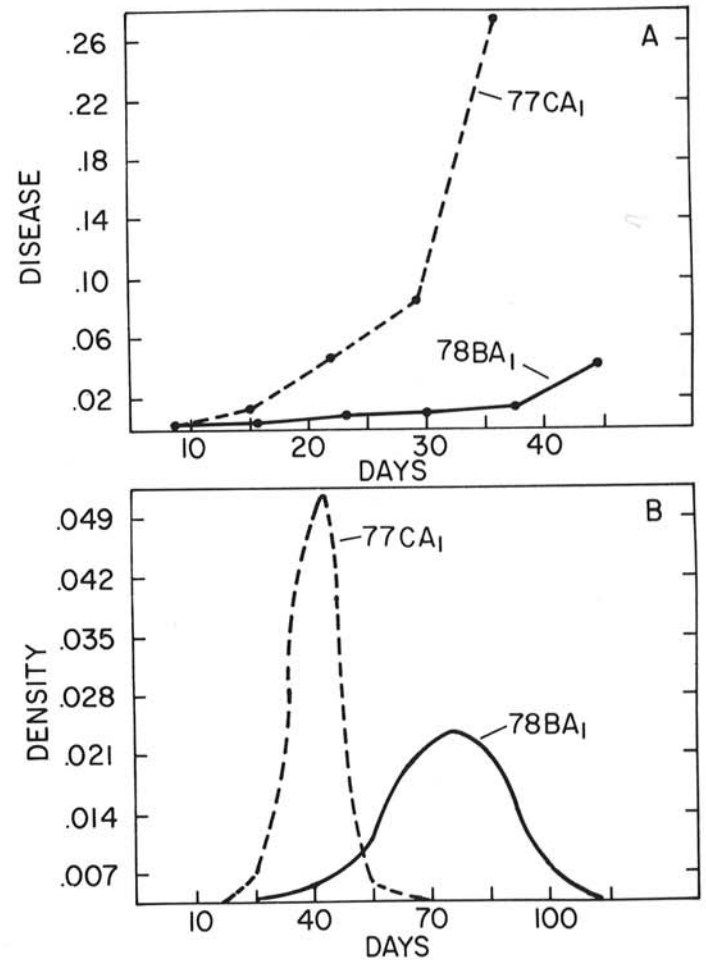 A
.26
.22
.18
.14
.10
.06
.02
DISEASE
77CA1
78BA1
10 20 30 40
DAYS
B
.049
.042
.035
.028
.021
.014
.007
DENSITY
77CA1
78BA1
10 40 70 100
DAYS